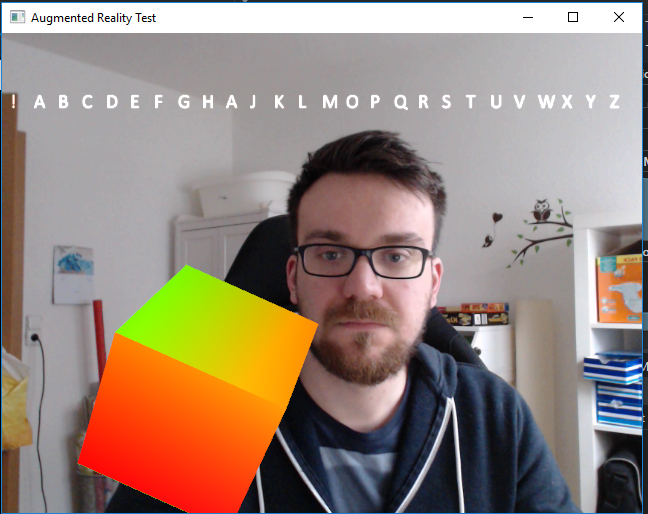 Augmented Reality Test
! A B C D E F G H A J K L M O P Q R S T U V W X Y Z